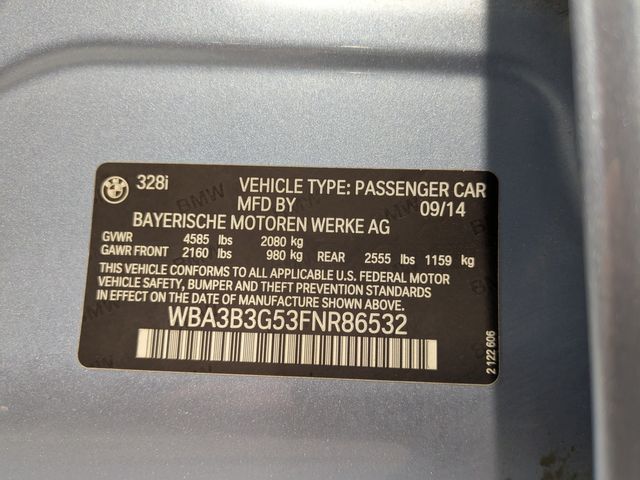 328i VEHICLE TYPE: PASSENGER CAR
MFD BY 09/14
BAYERISCHE MOTOREN WERKE AG
GVWR 4585 lbs 2080 kg
GAWR FRONT 2160 lbs 980 kg REAR 2555 lbs 1159 kg
THIS VEHICLE CONFORMS TO ALL APPLICABLE U.S. FEDERAL MOTOR
VEHICLE SAFETY, BUMPER AND THEFT PREVENTION STANDARDS
IN EFFECT ON THE DATE OF MANUFACTURE SHOWN ABOVE.
WBA3B3G53FNR86532
2 122 606